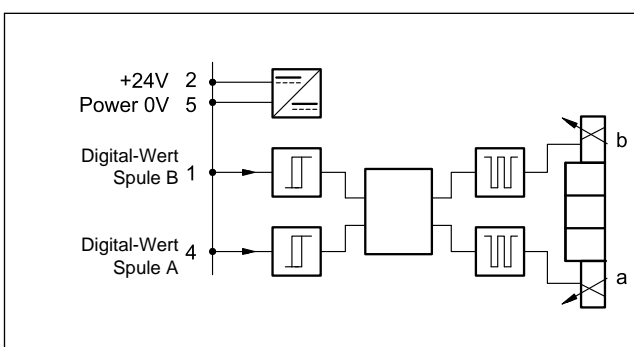 +24V 2
Power 0V 5
Digital-Wert
Spule B 1
Digital-Wert
Spule A 4
b
a